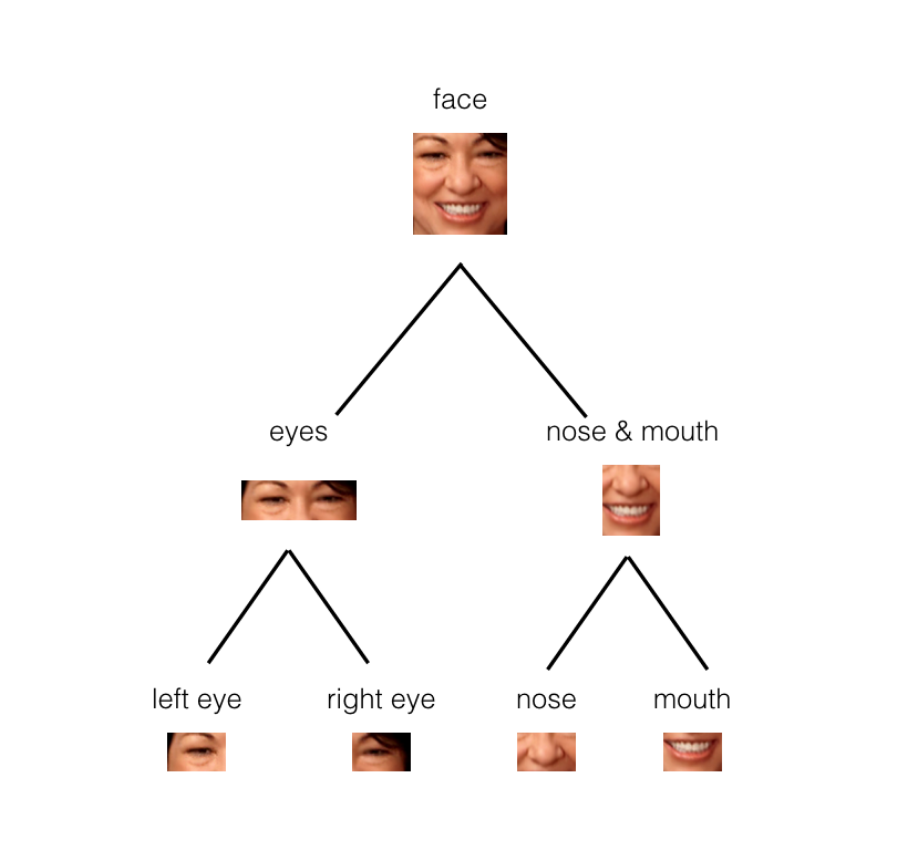 face
eyes
nose & mouth
left eye
right eye
nose
mouth